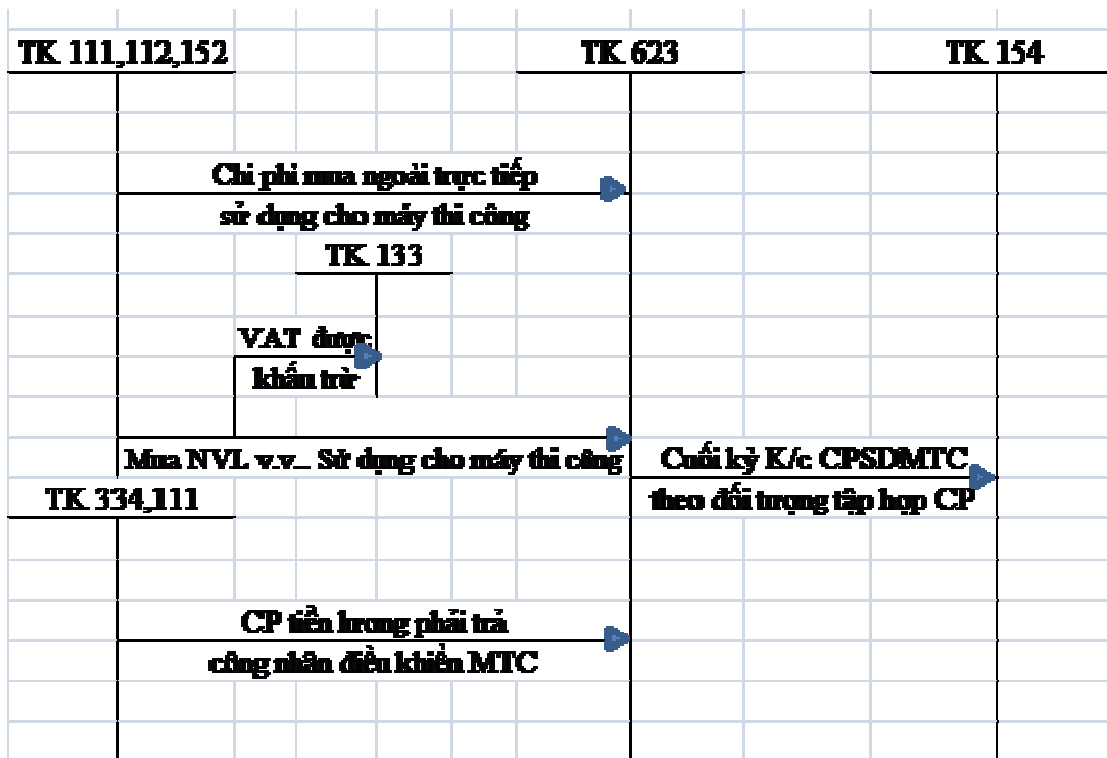 TK 111,112,152
TK 623
TK 154
Chi phí mua ngoài trực tiếp
sử dụng cho máy thi công
TK 133
VAT được
khấu trừ
Mua NVL v.v... Sử dụng cho máy thi công
Cuối kỳ K/c CPSDMTC
theo đối tượng tập hợp CP
TK 334,111
CP tiền lương phải trả
công nhân điều khiển MTC